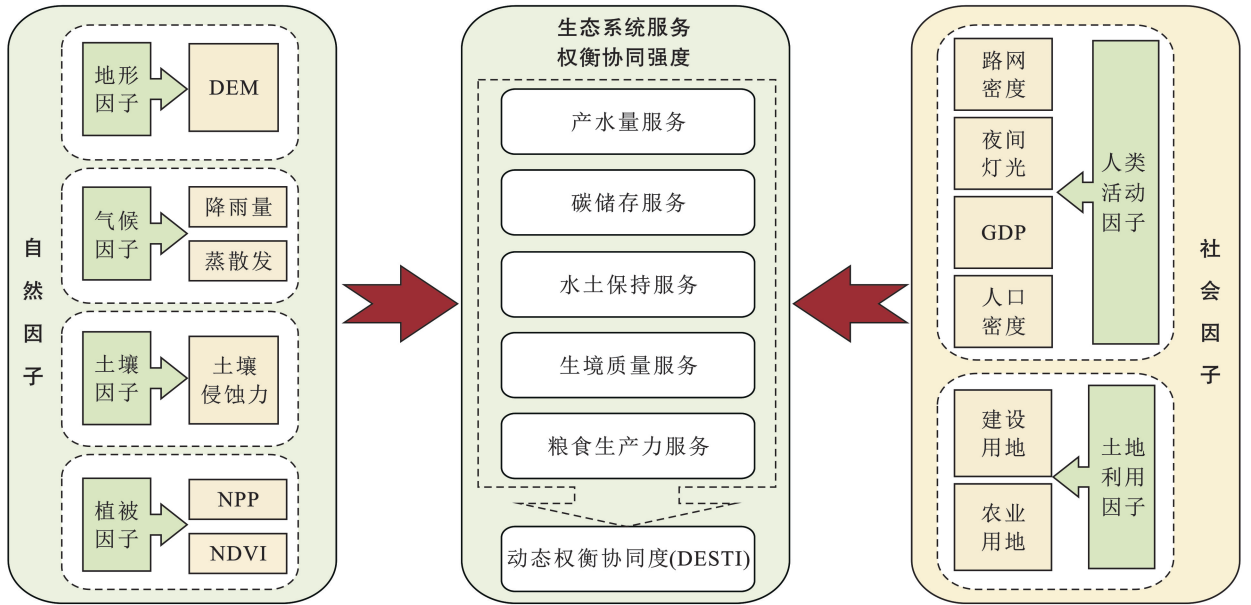 自
然
因
子
地形
因子
DEM
气候
因子
降雨量
蒸散发
土壤
因子
土壤
侵蚀力
植被
因子
NPP
NDVI
生态系统服务
权衡协同强度
产水量服务
碳储存服务
水土保持服务
生境质量服务
粮食生产力服务
动态权衡协同度(DESTI)
路网
密度
夜间
灯光
GDP
人口
密度
人类
活动
因子
建设
用地
农业
用地
土地
利用
因子
社
会
因
子